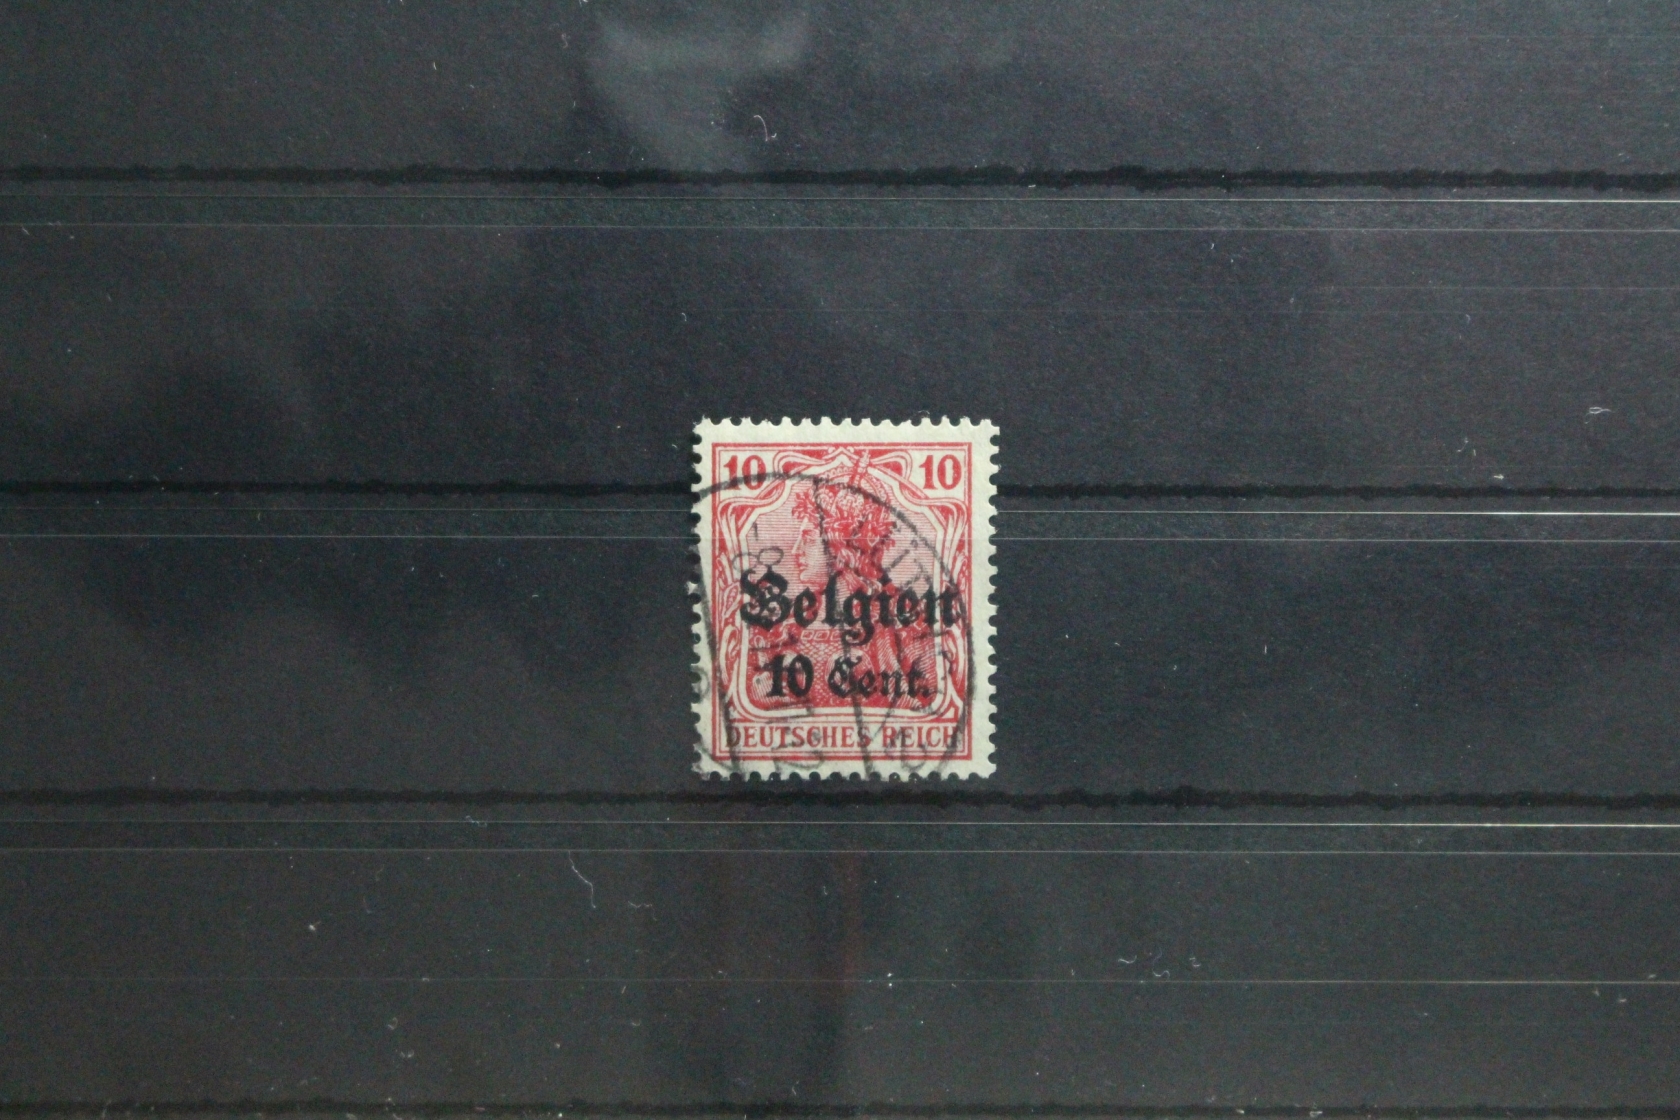 10 10
Belgien
10 Cent.
DEUTSCHES REICH